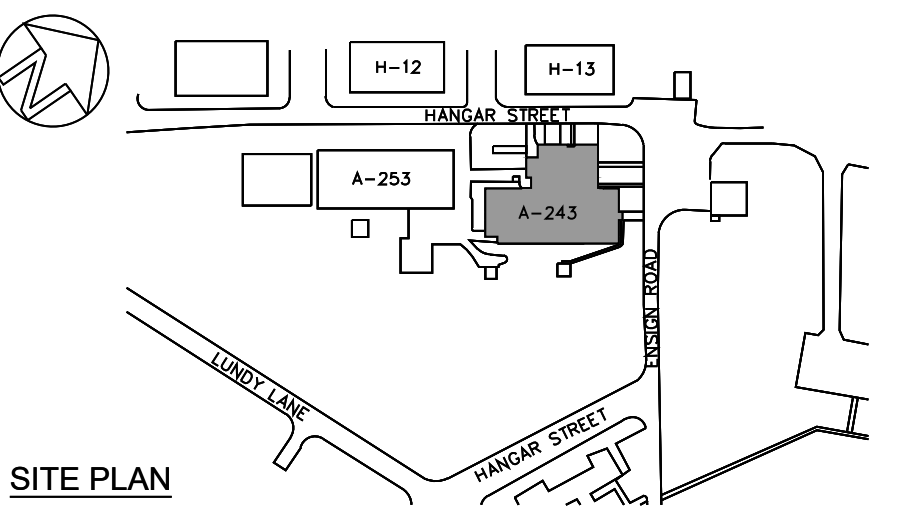 N
H-12
H-13
HANGAR STREET
A-253
A-243
ENSIGN ROAD
LUNDY LANE
HANGAR STREET
SITE PLAN